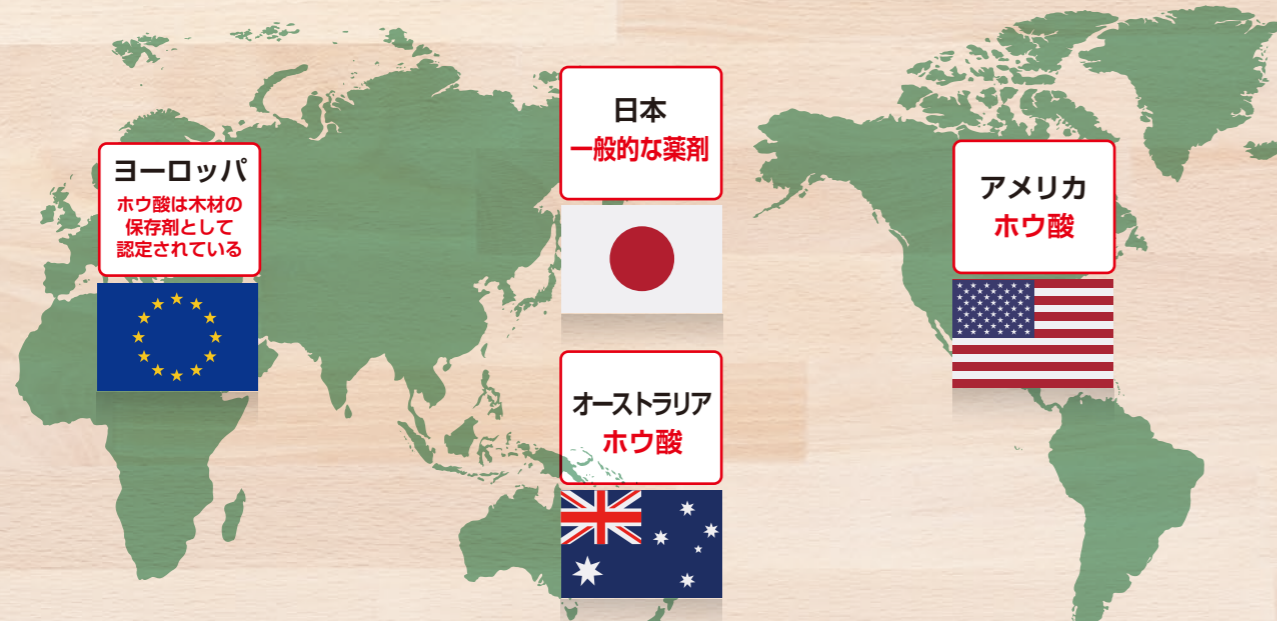 ヨーロッパ
ホウ酸は木材の
保存剤として
認定されている
日本
一般的な薬剤
オーストラリア
ホウ酸
アメリカ
ホウ酸